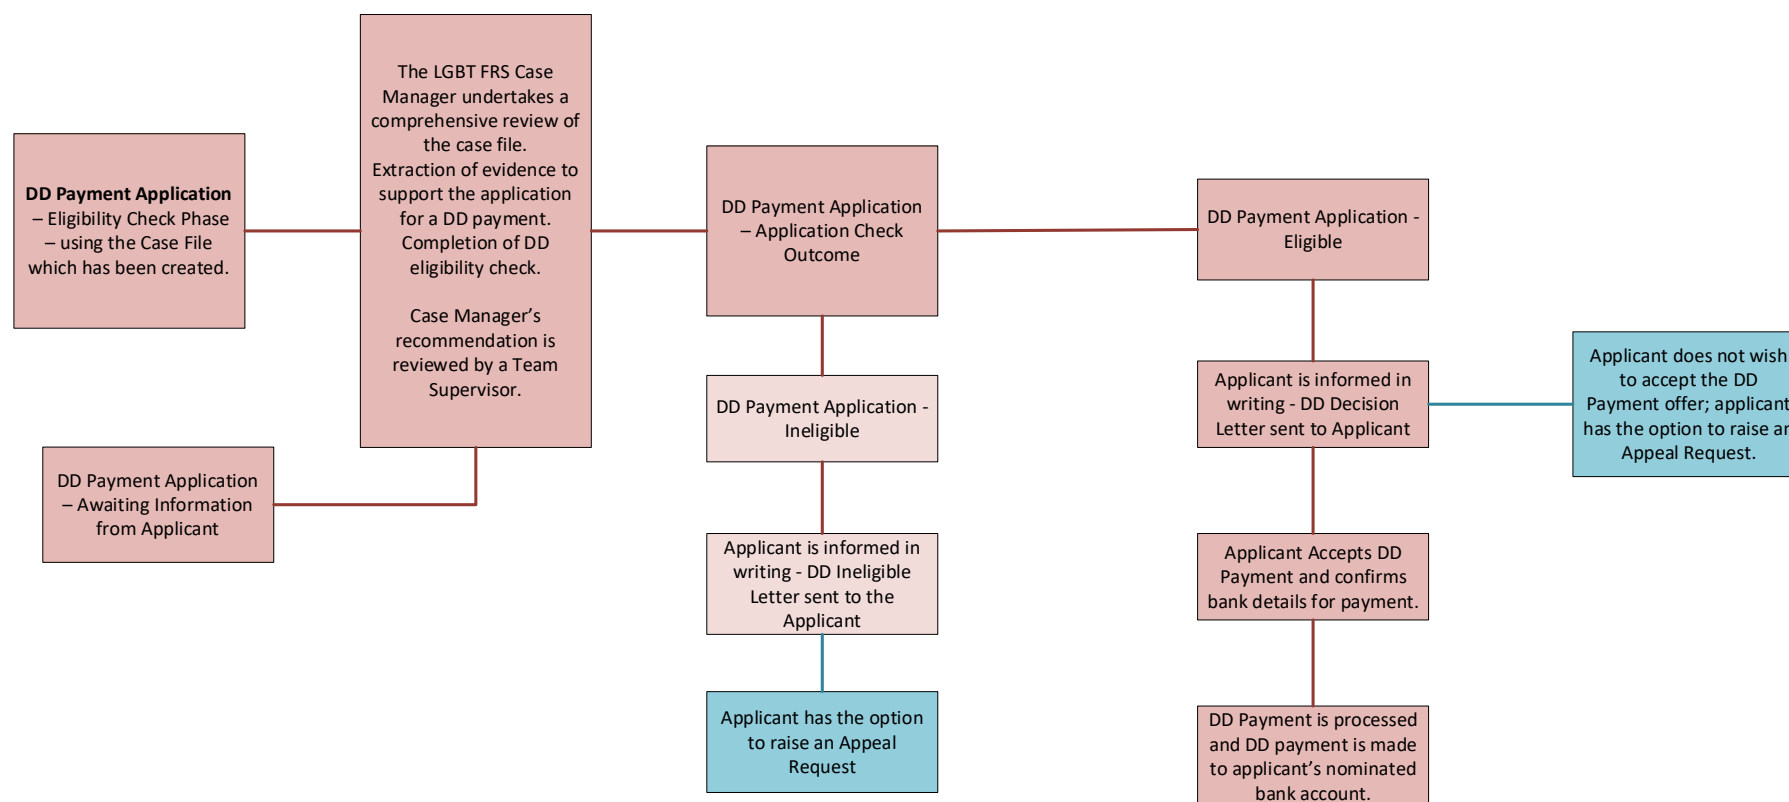 DD Payment Application
– Eligibility Check Phase
– using the Case File
which has been created.
The LGBT FRS Case
Manager undertakes a
comprehensive review of
the case file.
Extraction of evidence to
support the application
for a DD payment.
Completion of DD
eligibility check.
Case Manager’s
recommendation is
reviewed by a Team
Supervisor.
DD Payment Application
– Awaiting Information
from Applicant
DD Payment Application
– Application Check
Outcome
DD Payment Application -
Ineligible
Applicant is informed in
writing - DD Ineligible
Letter sent to the
Applicant
Applicant has the option
to raise an Appeal
Request
DD Payment Application -
Eligible
Applicant is informed in
writing - DD Decision
Letter sent to Applicant
Applicant Accepts DD
Payment and confirms
bank details for payment.
DD Payment is processed
and DD payment is made
to applicant’s nominated
bank account.
Applicant does not wish
to accept the DD
Payment offer; applicant
has the option to raise an
Appeal Request.